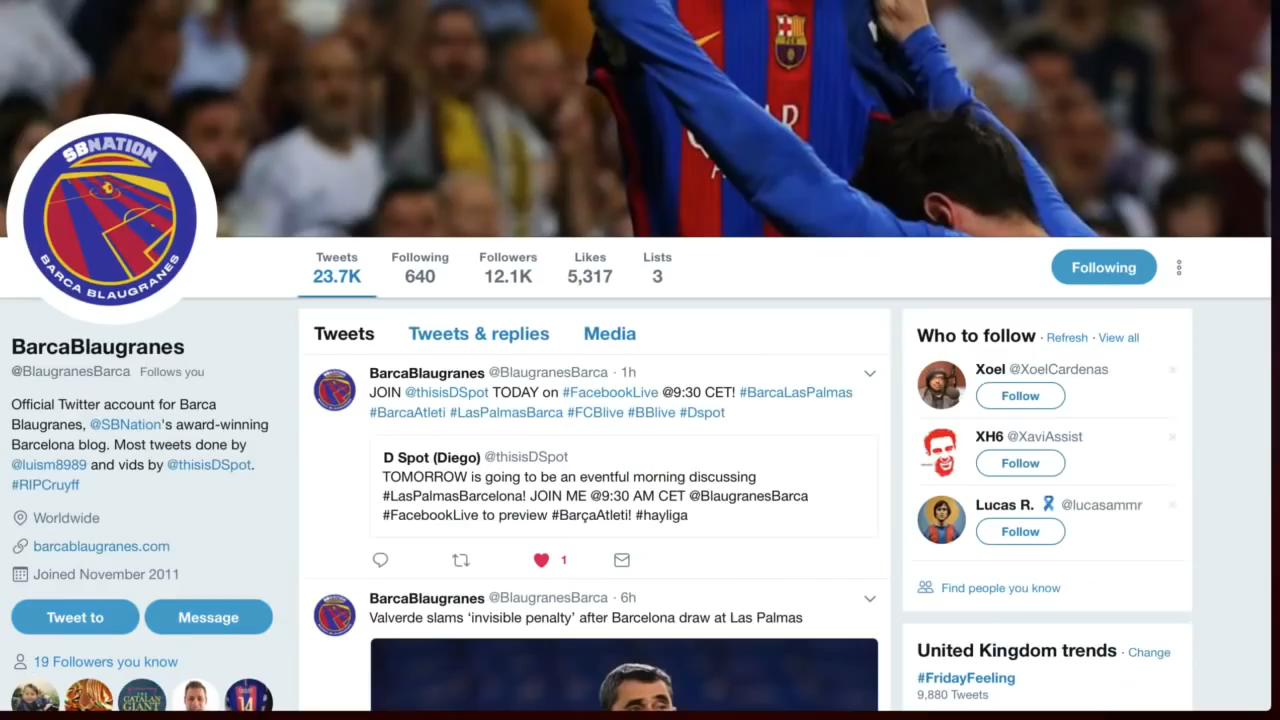 SBNATION
BARCA BLAUGRANES
Tweets
23.7K
Following
640
Followers
12.1K
Likes
5,317
Lists
3
Following
BarcaBlaugranes
@BlaugranesBarca Follows you
Official Twitter account for Barca
Blaugranes, @SBNation's award-winning
Barcelona blog. Most tweets done by
@luism8989 and vids by @thisisDSpot.
#RIPCruyff
Worldwide
barcablaugranes.com
Joined November 2011
Tweet to
Message
19 Followers you know
Tweets Tweets & replies Media
BarcaBlaugranes @BlaugranesBarca · 1h
JOIN @thisisDSpot TODAY on #FacebookLive @9:30 CET! #BarcaLasPalmas
#BarcaAtleti #LasPalmasBarca #FCBlive #BBlive #Dspot
D Spot (Diego) @thisisDSpot
TOMORROW is going to be an eventful morning discussing
#LasPalmasBarcelona! JOIN ME @9:30 AM CET @BlaugranesBarca
#FacebookLive to preview #BarçaAtleti! #hayliga
1
BarcaBlaugranes @BlaugranesBarca · 6h
Valverde slams ‘invisible penalty’ after Barcelona draw at Las Palmas
Who to follow · Refresh · View all
Xoel @XoelCardenas
Follow
XH6 @XaviAssist
Follow
Lucas R. @lucasammr
Follow
Find people you know
United Kingdom trends · Change
#FridayFeeling
9,880 Tweets